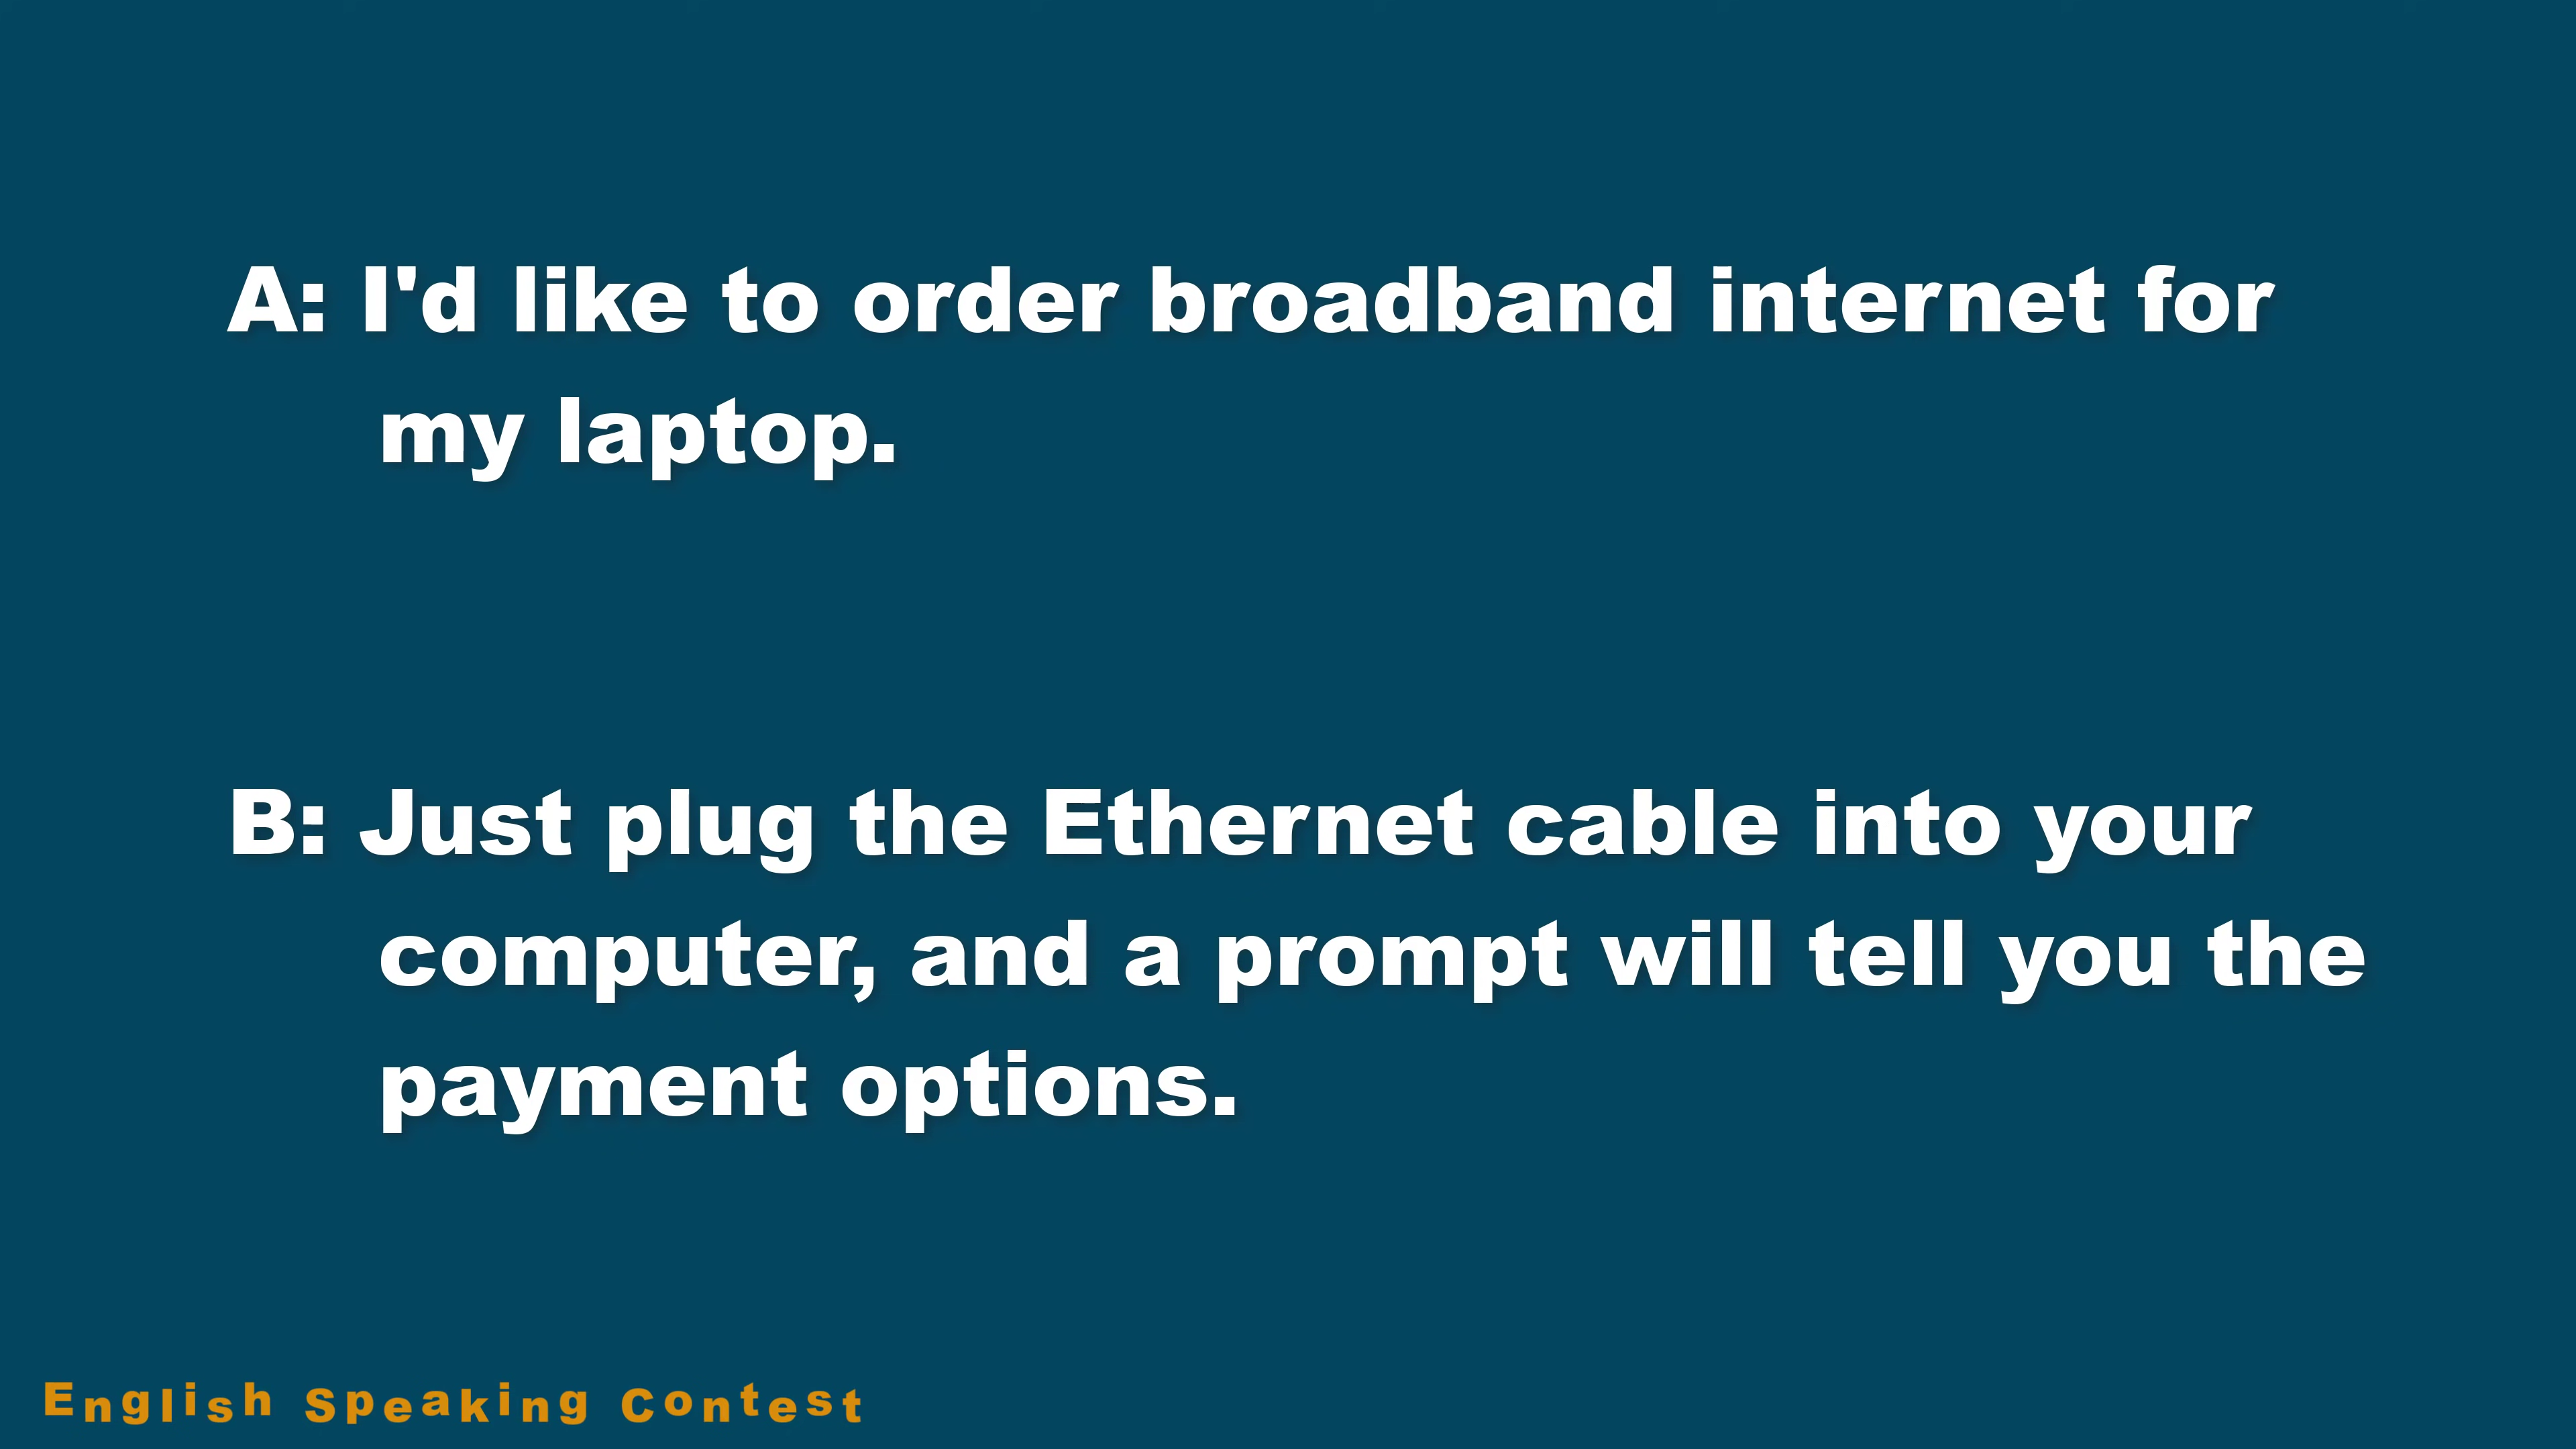 A: I'd like to order broadband internet for
my laptop.
B: Just plug the Ethernet cable into your
computer, and a prompt will tell you the
payment options.
English Speaking Contest